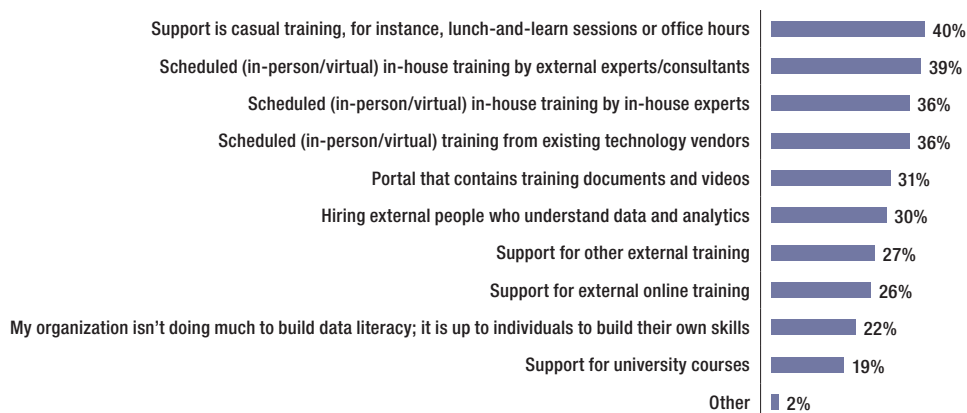 Support is casual training, for instance, lunch-and-learn sessions or office hours 40%
Scheduled (in-person/virtual) in-house training by external experts/consultants 39%
Scheduled (in-person/virtual) in-house training by in-house experts 36%
Scheduled (in-person/virtual) training from existing technology vendors 36%
Portal that contains training documents and videos 31%
Hiring external people who understand data and analytics 30%
Support for other external training 27%
Support for external online training 26%
My organization isn’t doing much to build data literacy; it is up to individuals to build their own skills 22%
Support for university courses 19%
Other 2%